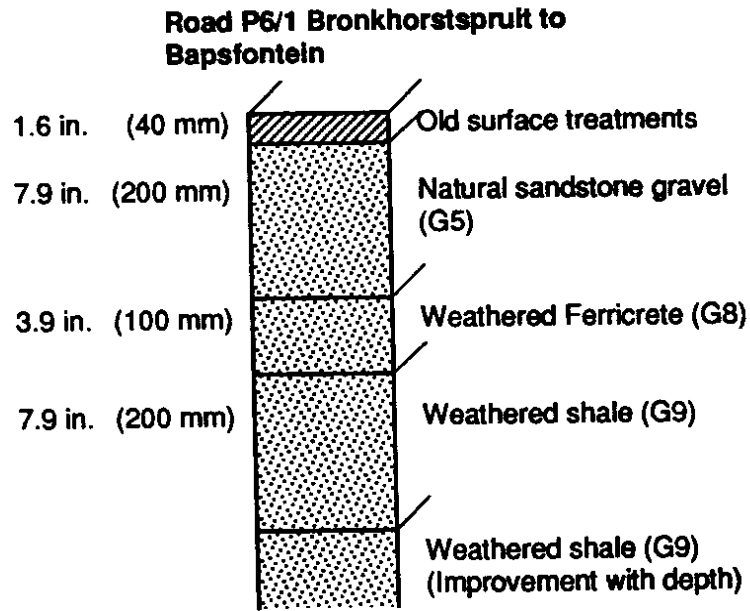 Road P6/1 Bronkhorstspruit to
Bapsfontein
1.6 in. (40 mm) Old surface treatments
7.9 in. (200 mm) Natural sandstone gravel
(G5)
3.9 in. (100 mm) Weathered Ferricrete (G8)
7.9 in. (200 mm) Weathered shale (G9)
Weathered shale (G9)
(Improvement with depth)